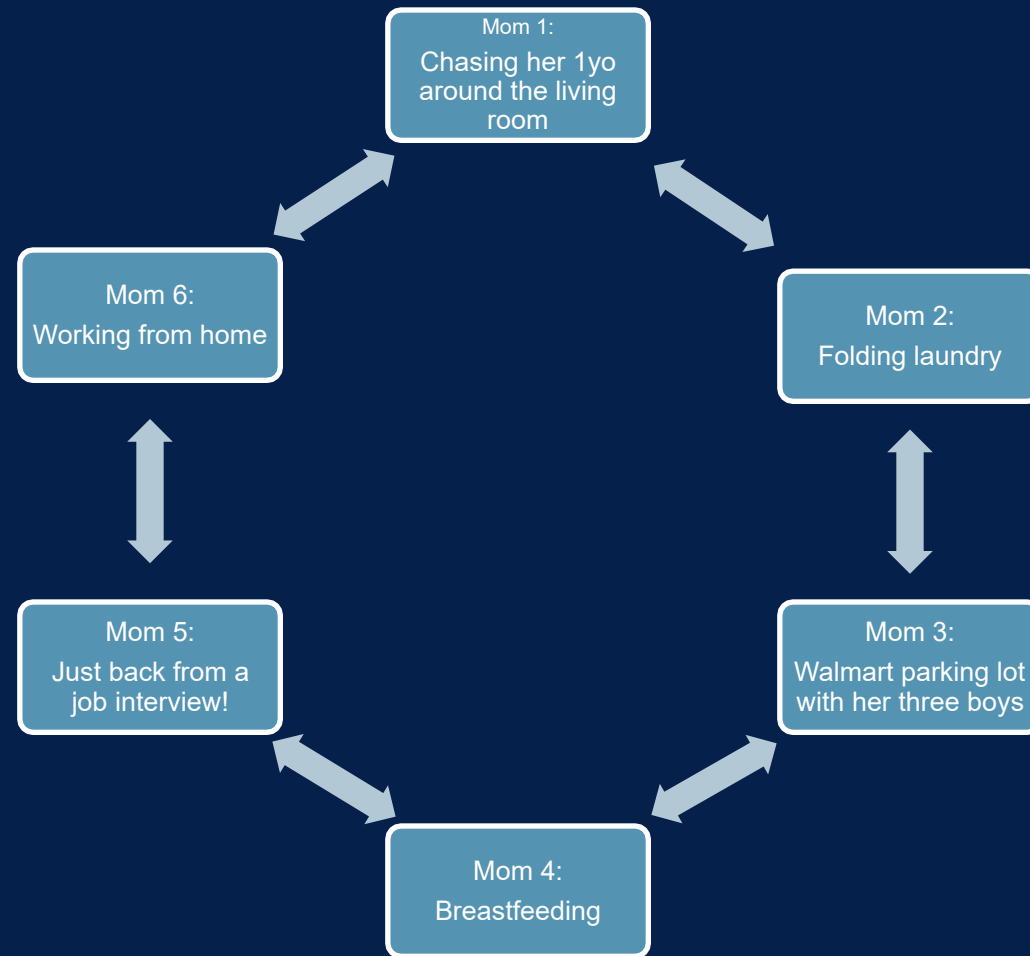 Mom 1:
Chasing her 1yo
around the living
room
Mom 2:
Folding laundry
Mom 3:
Walmart parking lot
with her three boys
Mom 4:
Breastfeeding
Mom 5:
Just back from a
job interview!
Mom 6:
Working from home